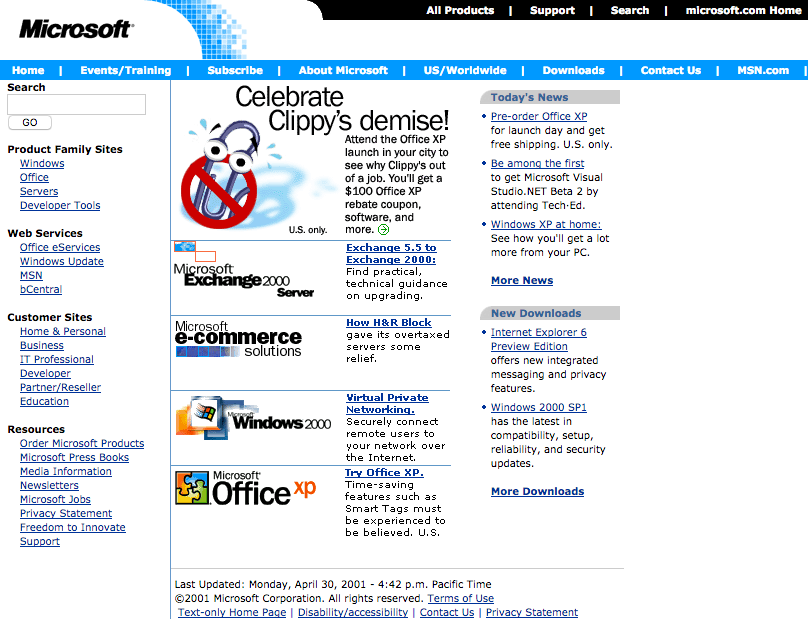 All Products | Support | Search | microsoft.com Home
Microsoft
Home | Events/Training | Subscribe | About Microsoft | US/Worldwide | Downloads | Contact Us | MSN.com |
Search
GO
Product Family Sites
Windows
Office
Servers
Developer Tools
Web Services
Office eServices
Windows Update
MSN
bCentral
Customer Sites
Home & Personal
Business
IT Professional
Developer
Partner/Reseller
Education
Resources
Order Microsoft Products
Microsoft Press Books
Media Information
Newsletters
Microsoft Jobs
Privacy Statement
Freedom to Innovate
Support
Celebrate
Clippy's demise!
Attend the Office XP
launch in your city to
see why Clippy's out
of a job. You'll get a
$100 Office XP
rebate coupon,
software, and
more.
U.S. only.
Microsoft
Exchange 2000
Server
Exchange 5.5 to
Exchange 2000:
Find practical,
technical guidance
on upgrading.
Microsoft
e-commerce
solutions
How H&R Block
gave its overtaxed
servers some
relief.
Microsoft
Windows 2000
Virtual Private
Networking.
Securely connect
remote users to
your network over
the Internet.
Microsoft
Office xp
Try Office XP.
Time-saving
features such as
Smart Tags must
be experienced to
be believed. U.S.
Today's News
Pre-order Office XP
for launch day and get
free shipping. U.S. only.
Be among the first
to get Microsoft Visual
Studio.NET Beta 2 by
attending Tech·Ed.
Windows XP at home:
See how you'll get a lot
more from your PC.
More News
New Downloads
Internet Explorer 6
Preview Edition
offers new integrated
messaging and privacy
features.
Windows 2000 SP1
has the latest in
compatibility, setup,
reliability, and security
updates.
More Downloads
Last Updated: Monday, April 30, 2001 - 4:42 p.m. Pacific Time
©2001 Microsoft Corporation. All rights reserved. Terms of Use
Text-only Home Page | Disability/accessibility | Contact Us | Privacy Statement